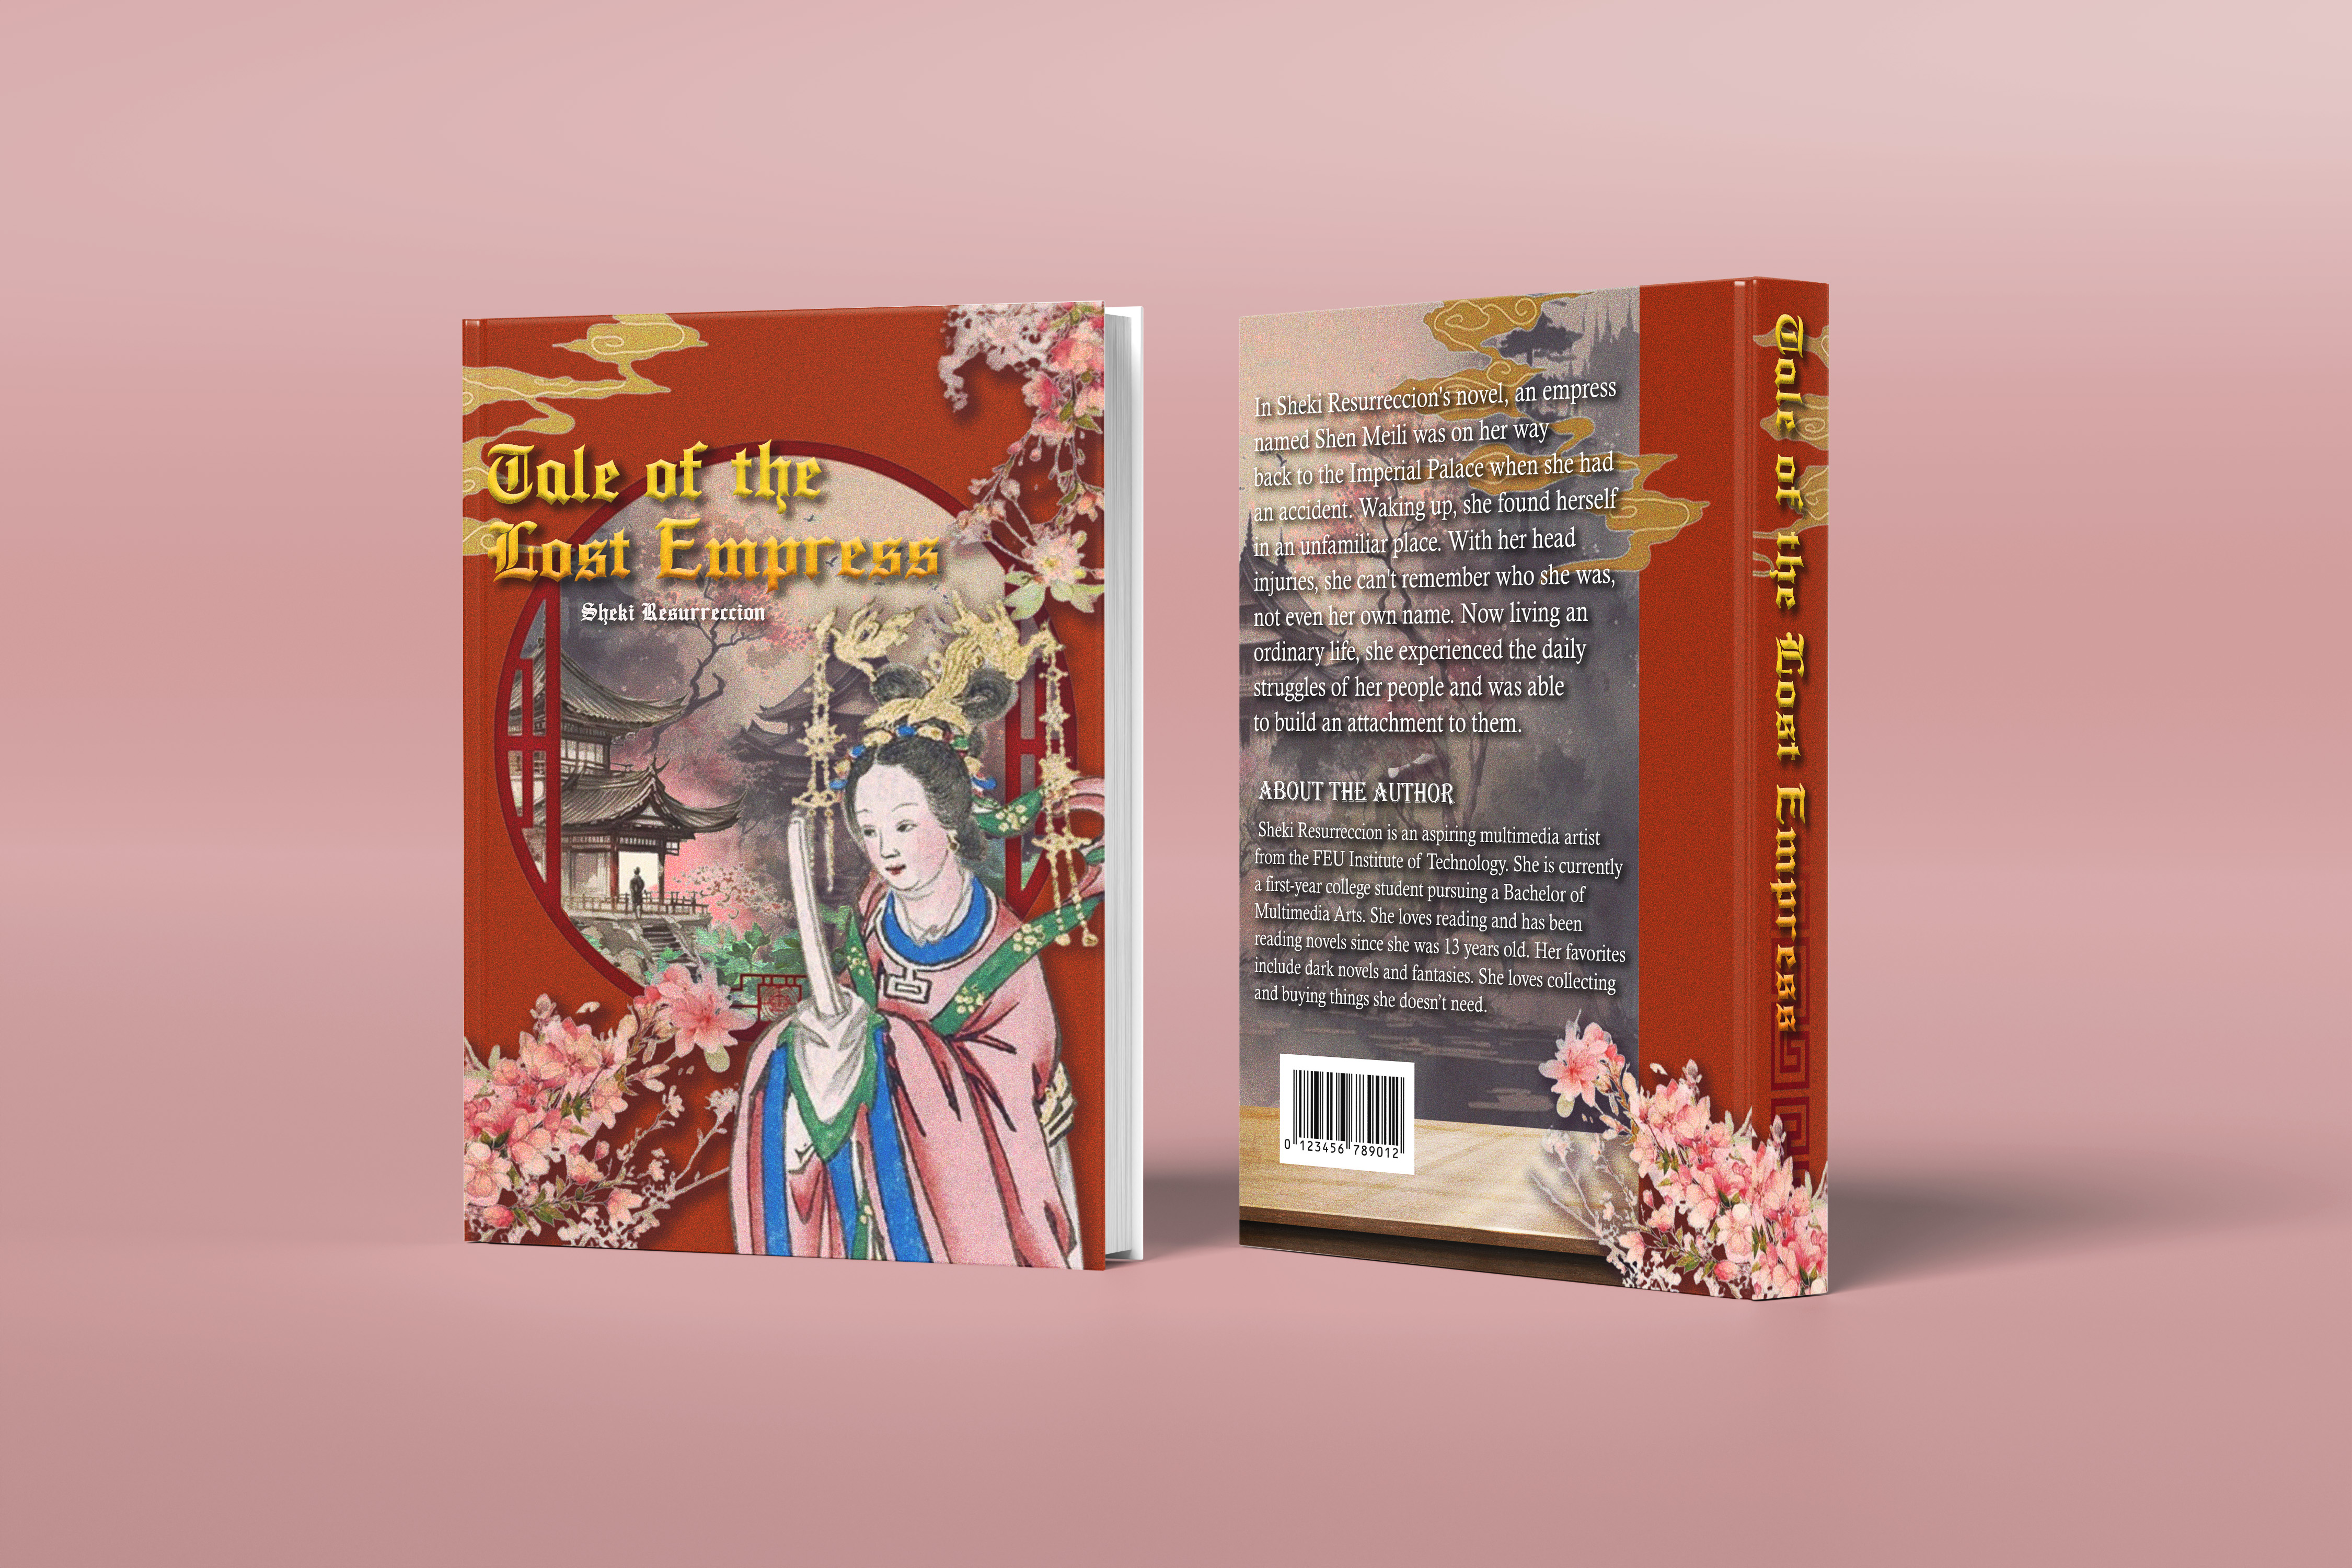 Tale of the
Lost Empress
Sheki Resurreccion
In Sheki Resurreccion's novel, an empress
named Shen Meili was on her way
back to the Imperial Palace when she had
an accident. Waking up, she found herself
in an unfamiliar place. With her head
injuries, she can't remember who she was,
not even her own name. Now living an
ordinary life, she experienced the daily
struggles of her people and was able
to build an attachment to them.
ABOUT THE AUTHOR
Sheki Resurreccion is an aspiring multimedia artist
from the FEU Institute of Technology. She is currently
a first-year college student pursuing a Bachelor of
Multimedia Arts. She loves reading and has been
reading novels since she was 13 years old. Her favorites
include dark novels and fantasies. She loves collecting
and buying things she doesn't need.
0 123456 789012
Tale of the Lost Empress